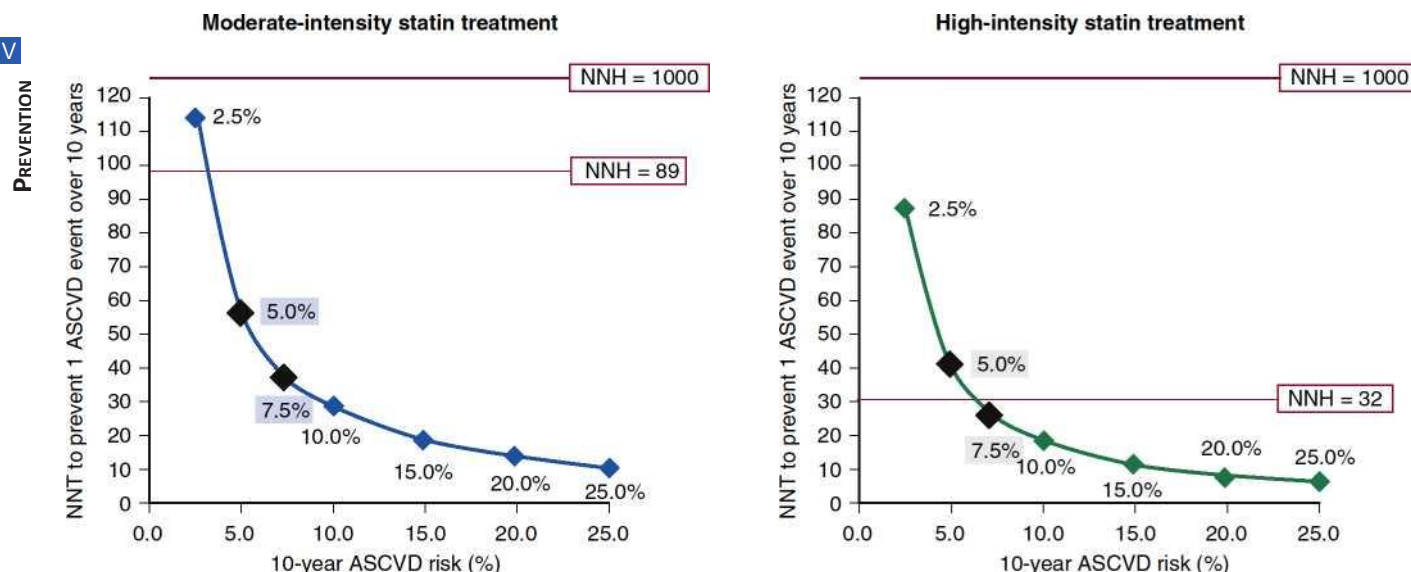 V
PREVENTION
Moderate-intensity statin treatment
NNT to prevent 1 ASCVD event over 10 years
120
110
100
90
80
70
60
50
40
30
20
10
0
NNH = 1000
NNH = 89
2.5%
5.0%
7.5%
10.0%
15.0%
20.0%
25.0%
0.0 5.0 10.0 15.0 20.0 25.0
10-year ASCVD risk (%)
High-intensity statin treatment
NNT to prevent 1 ASCVD event over 10 years
120
110
100
90
80
70
60
50
40
30
20
10
0
NNH = 1000
2.5%
5.0%
NNH = 32
7.5%
10.0%
15.0%
20.0%
25.0%
0.0 5.0 10.0 15.0 20.0 25.0
10-year ASCVD risk (%)